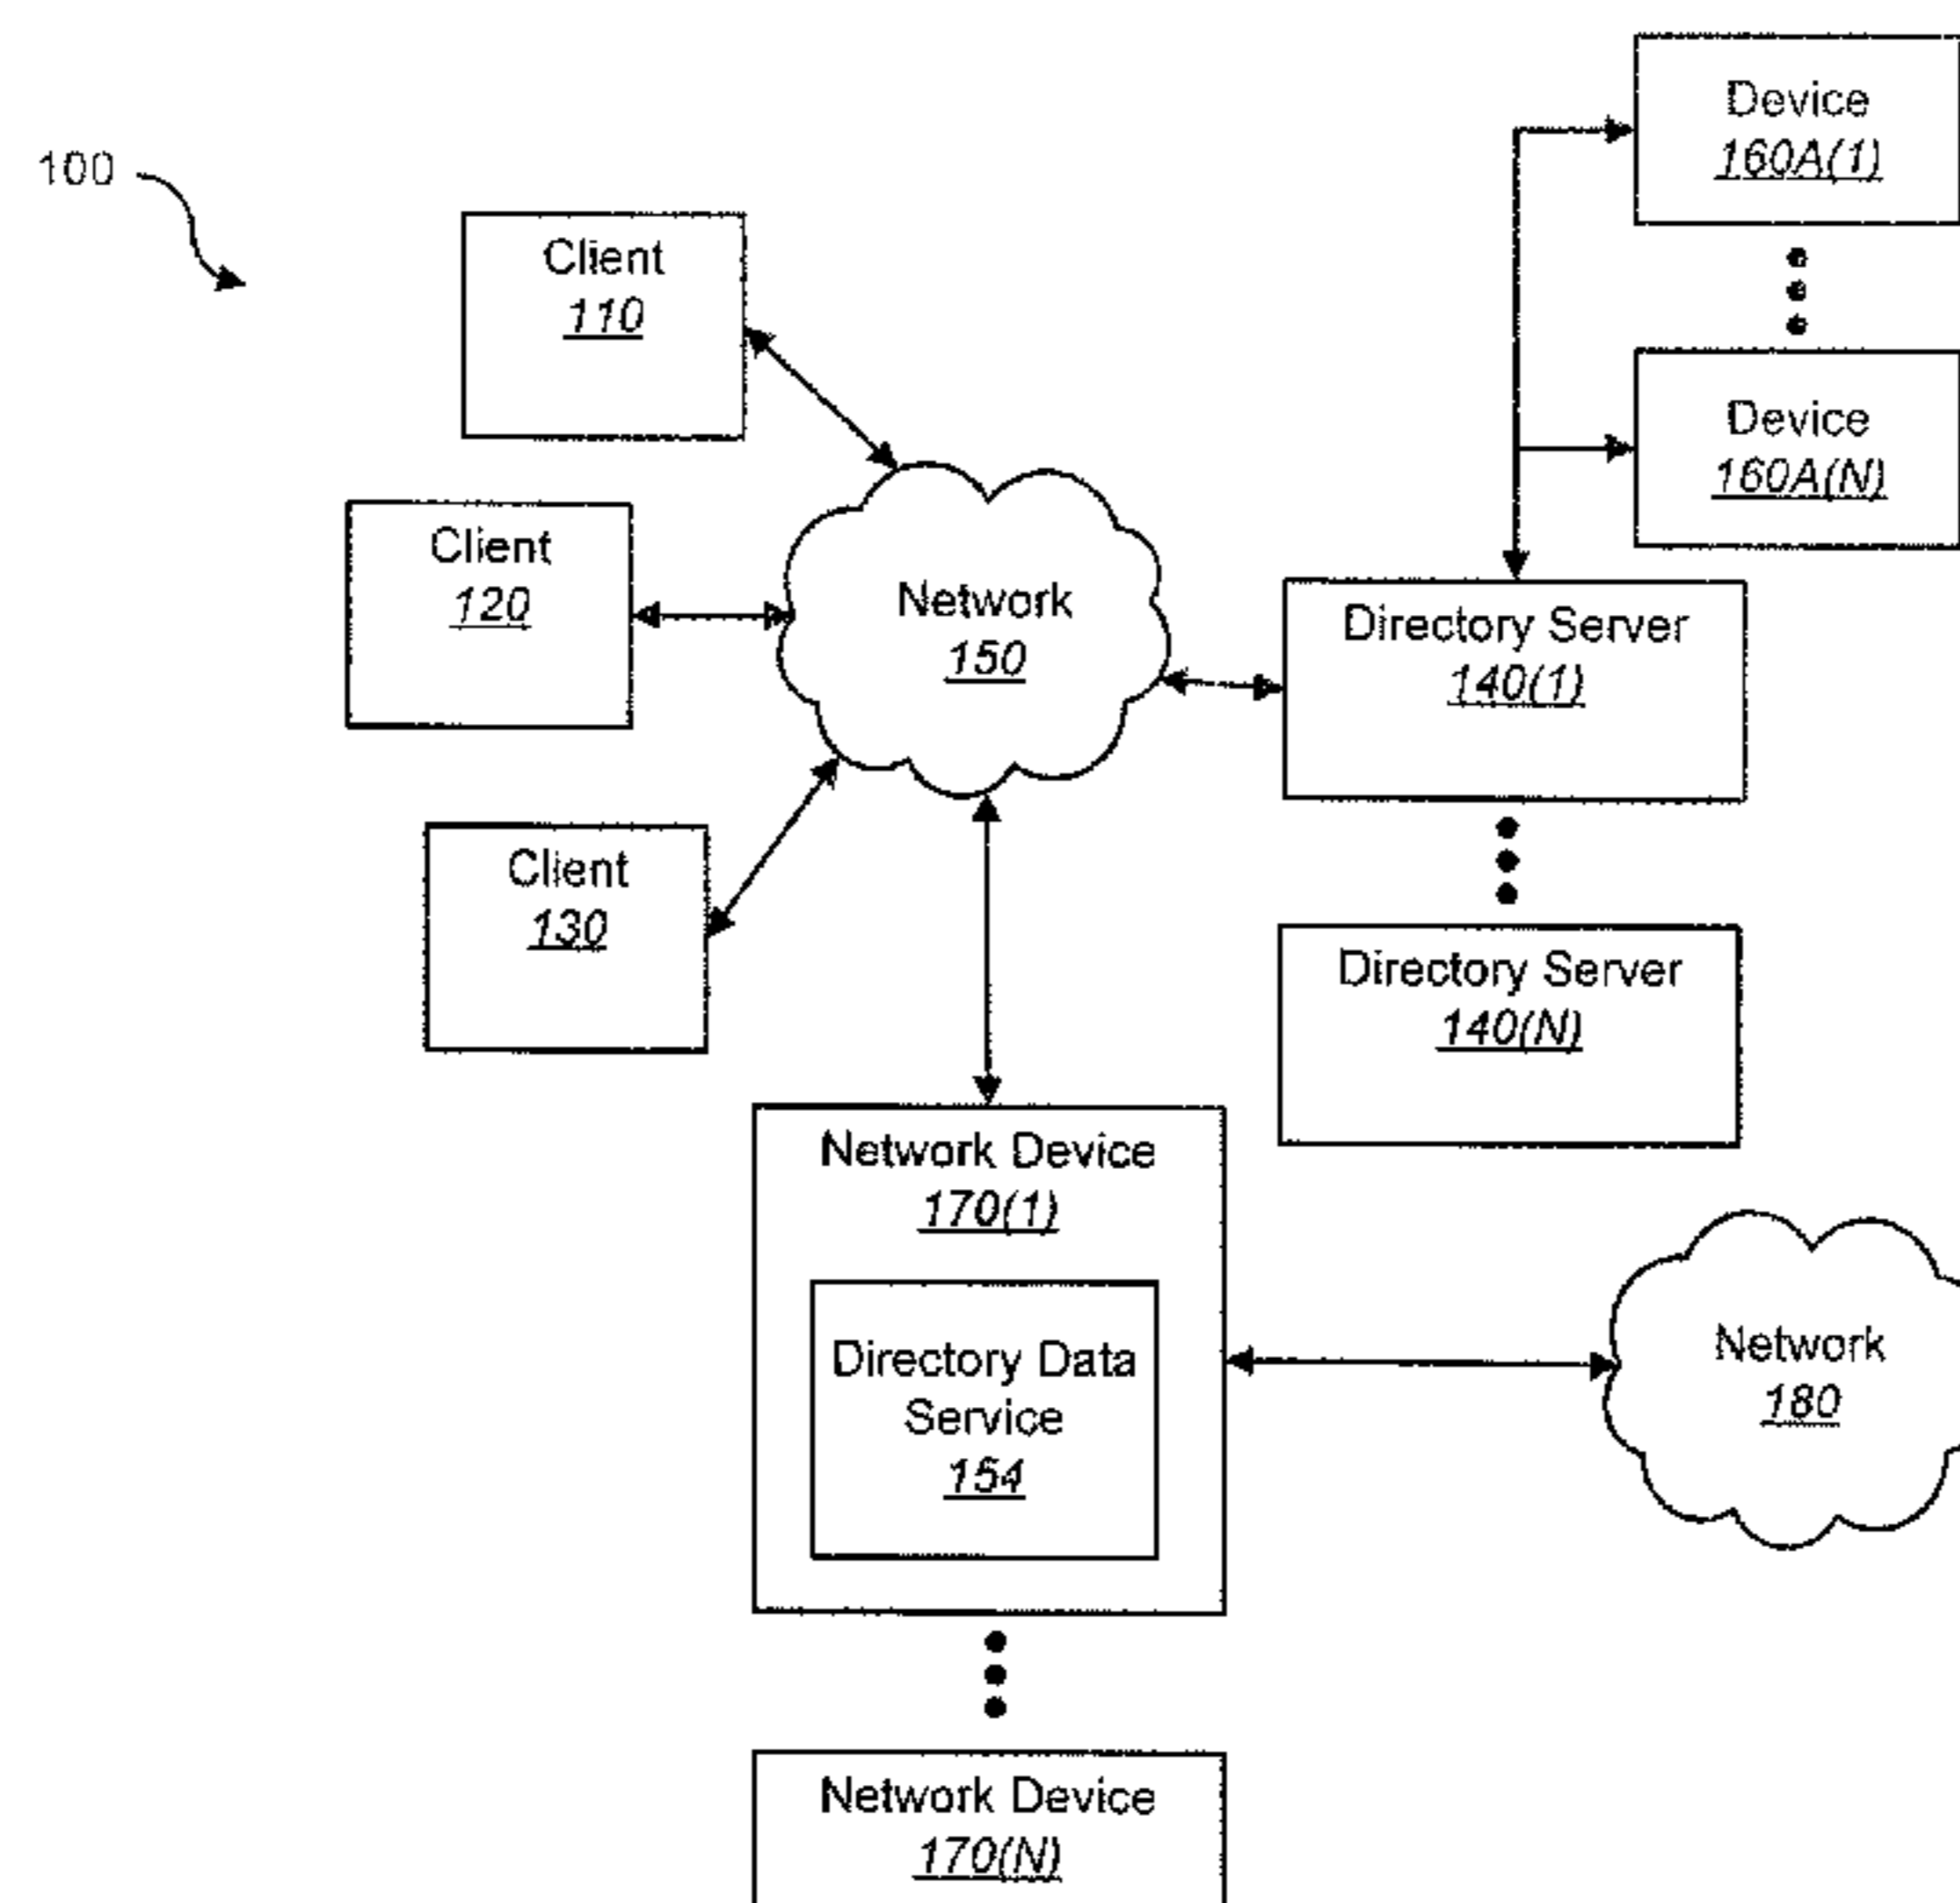 100
Client
110
Client
120
Client
130
Network
150
Device
160A(1)
Device
160A(N)
Directory Server
140(1)
Directory Server
140(N)
Network Device
170(1)
Directory Data
Service
154
Network
180
Network Device
170(N)